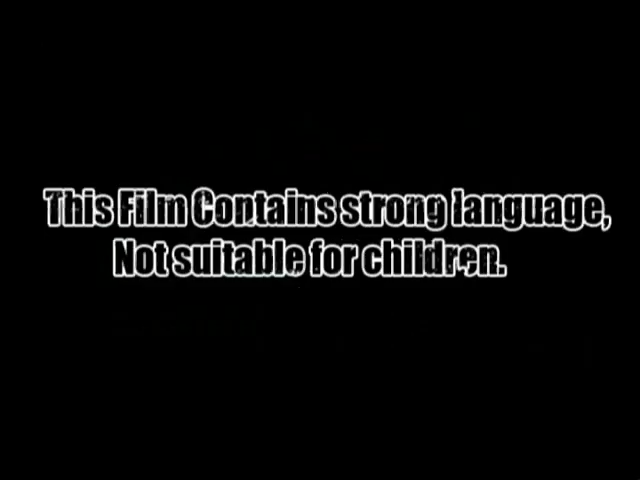 This Film Contains strong language,
Not suitable for children.